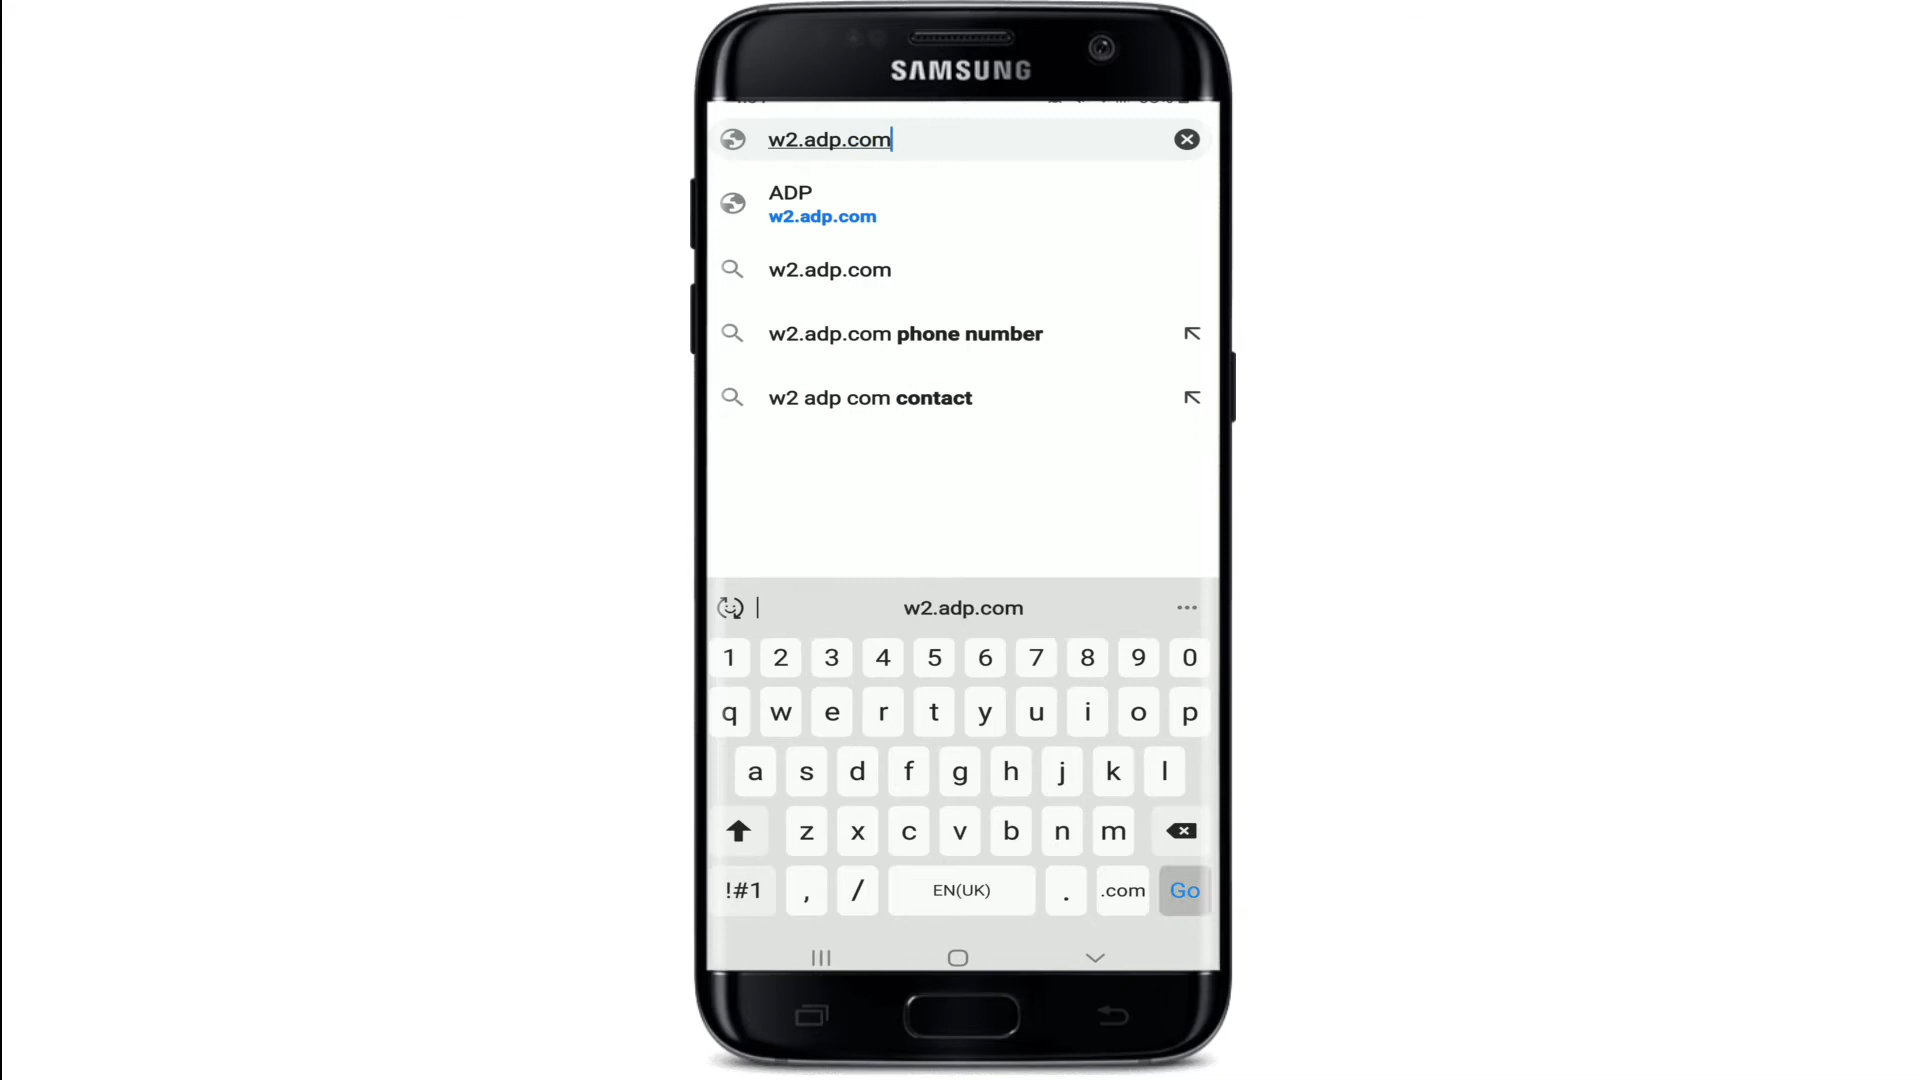 SAMSUNG
w2.adp.com
ADP
w2.adp.com
w2.adp.com
w2.adp.com phone number
w2 adp com contact
w2.adp.com
1 2 3 4 5 6 7 8 9 0
q w e r t y u i o p
a s d f g h j k l
z x c v b n m
!#1 , / EN(UK) . .com Go